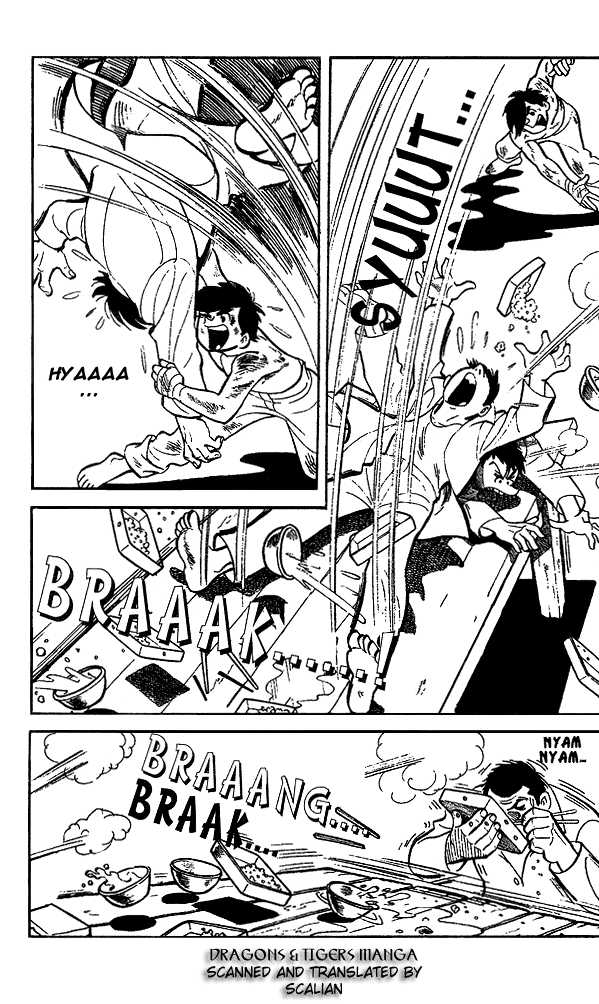 SYUUUT...
HYAAAA
...
BRAAAK.......
NYAM
NYAM...
BRAAANG....
BRAAK....
DRAGONS & TIGERS MANGA
SCANNED AND TRANSLATED BY
SCALIAN